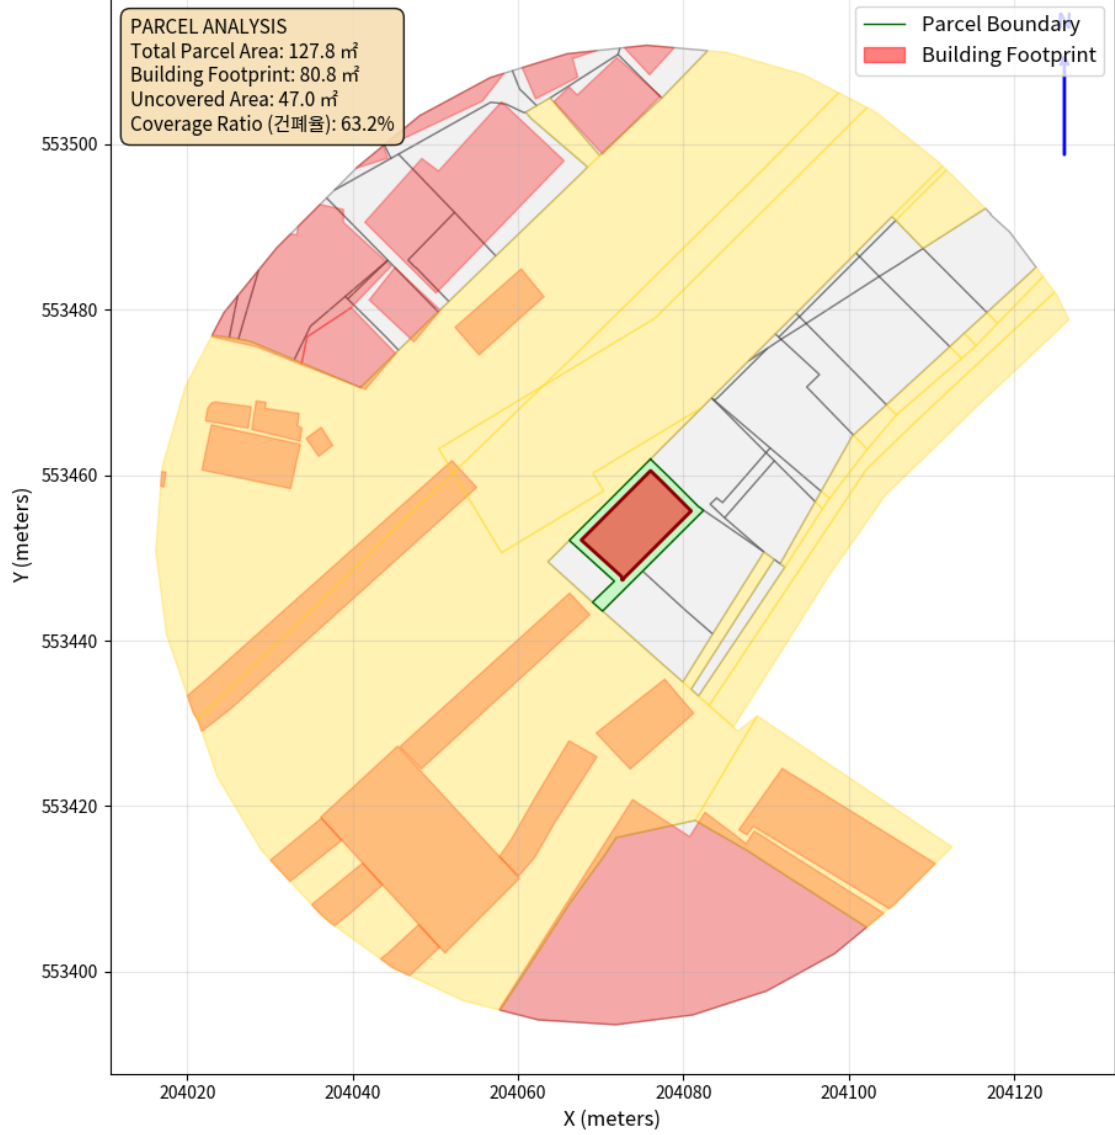 PARCEL ANALYSIS
Total Parcel Area: 127.8 ㎡
Building Footprint: 80.8 ㎡
Uncovered Area: 47.0 ㎡
Coverage Ratio (건폐율): 63.2%
Parcel Boundary
Building Footprint
N
Y (meters)
553500
553480
553460
553440
553420
553400
204020
204040
204060
204080
204100
204120
X (meters)